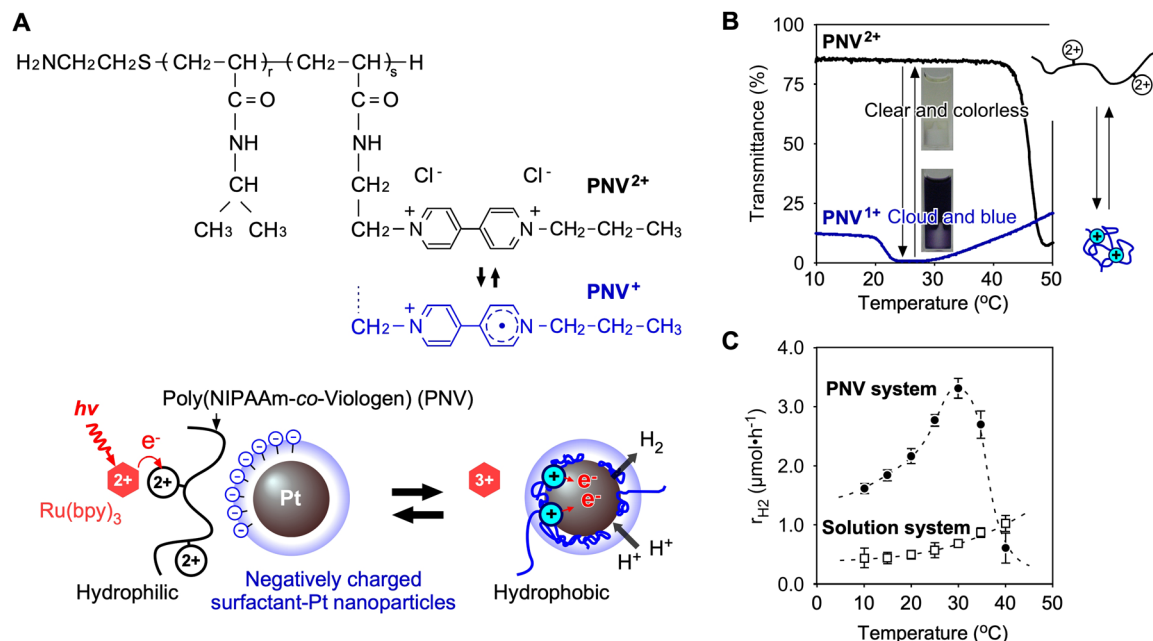 A
H2NCH2CH2S-(CH2-CH)r-(CH2-CH)s-H
C=O C=O
NH NH
CH CH2
CH3 CH3 CH2
Cl- Cl-
PNV2+
N+ N+ -CH2-CH2-CH3
PNV+
CH2-N+ N-CH2-CH2-CH3
Poly(NIPAAm-co-Viologen) (PNV)
hv
e-
2+ 2+
Ru(bpy)3
2+
Pt
Hydrophilic
Negatively charged
surfactant-Pt nanoparticles
3+
H2
+ e-
+ e-
H+ H+
Hydrophobic
B
Transmittance (%)
100
75
50
25
0
10 20 30 40 50
Temperature (oC)
PNV2+
Clear and colorless
PNV1+ Cloud and blue
2+ 2+
+ +
C
rH2 (μmol•h-1)
4.0
3.0
2.0
1.0
0.0
0 10 20 30 40 50
Temperature (oC)
PNV system
Solution system